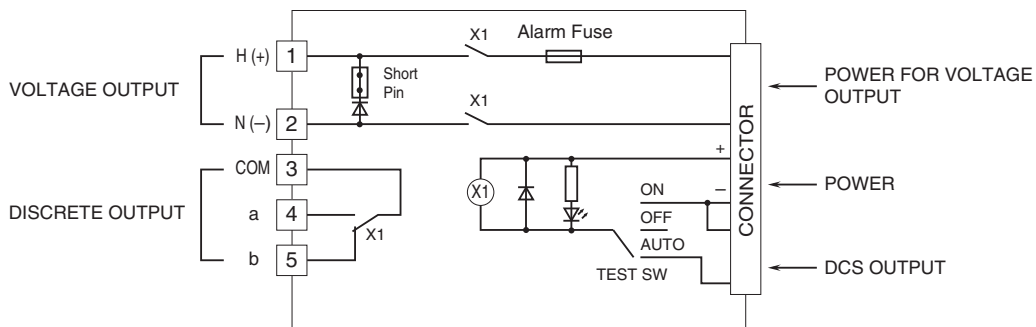 X1
Alarm Fuse
H (+)
1
Short
Pin
VOLTAGE OUTPUT
POWER FOR VOLTAGE
OUTPUT
N (–)
2
X1
CONNECTOR
COM
3
+
X1
ON
–
POWER
DISCRETE OUTPUT
a
4
OFF
X1
AUTO
b
5
TEST SW
DCS OUTPUT